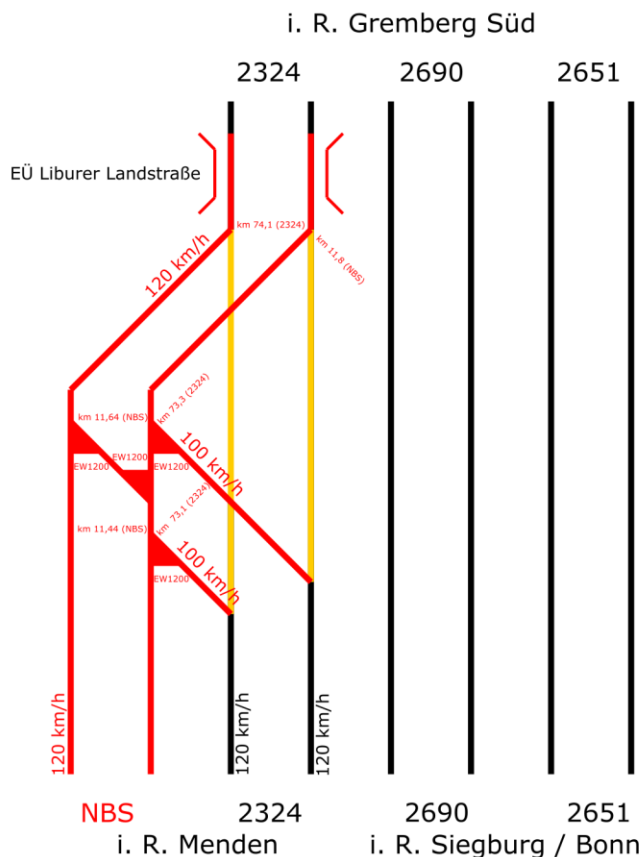 i. R. Gremberg Süd
2324 2690 2651
EÜ Liburer Landstraße
km 74,1 (2324)
km 11,8 (NBS)
120 km/h
km 11,64 (NBS)
km 73,3 (2324)
EW1200
EW1200
EW1200
100 km/h
km 11,44 (NBS)
km 73,1 (2324)
100 km/h
EW1200
120 km/h
120 km/h
120 km/h
NBS 2324 2690 2651
i. R. Menden i. R. Siegburg / Bonn